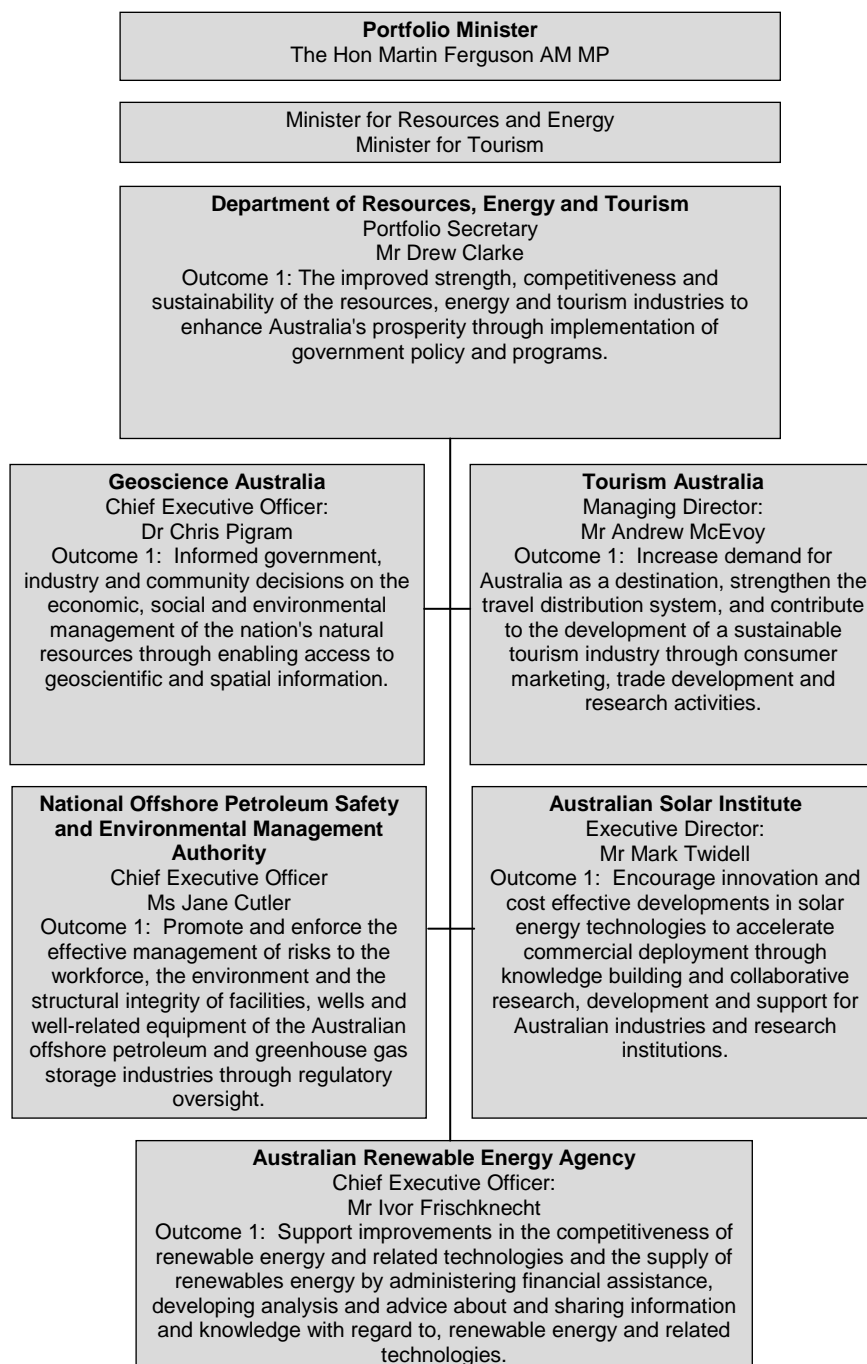 Portfolio Minister
The Hon Martin Ferguson AM MP
Minister for Resources and Energy
Minister for Tourism
Department of Resources, Energy and Tourism
Portfolio Secretary
Mr Drew Clarke
Outcome 1: The improved strength, competitiveness and
sustainability of the resources, energy and tourism industries to
enhance Australia's prosperity through implementation of
government policy and programs.
Geoscience Australia
Chief Executive Officer:
Dr Chris Pigram
Outcome 1:  Informed government,
industry and community decisions on the
economic, social and environmental
management of the nation's natural
resources through enabling access to
geoscientific and spatial information.
Tourism Australia
Managing Director:
Mr Andrew McEvoy
Outcome 1:  Increase demand for
Australia as a destination, strengthen the
travel distribution system, and contribute
to the development of a sustainable
tourism industry through consumer
marketing, trade development and
research activities.
National Offshore Petroleum Safety
and Environmental Management
Authority
Chief Executive Officer
Ms Jane Cutler
Outcome 1:  Promote and enforce the
effective management of risks to the
workforce, the environment and the
structural integrity of facilities, wells and
well-related equipment of the Australian
offshore petroleum and greenhouse gas
storage industries through regulatory
oversight.
Australian Solar Institute
Executive Director:
Mr Mark Twidell
Outcome 1:  Encourage innovation and
cost effective developments in solar
energy technologies to accelerate
commercial deployment through
knowledge building and collaborative
research, development and support for
Australian industries and research
institutions.
Australian Renewable Energy Agency
Chief Executive Officer:
Mr Ivor Frischknecht
Outcome 1:  Support improvements in the competitiveness of
renewable energy and related technologies and the supply of
renewables energy by administering financial assistance,
developing analysis and advice about and sharing information
and knowledge with regard to, renewable energy and related
technologies.